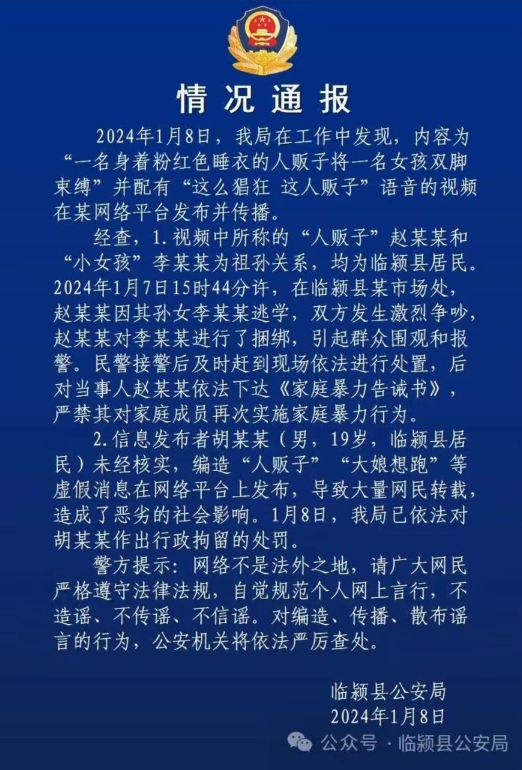 情况通报
2024年1月8日，我局在工作中发现，内容为
“一名身着粉红色睡衣的人贩子将一名女孩双脚
束缚”并配有“这么猖狂 这人贩子”语音的视频
在某网络平台发布并传播。
经查，1.视频中所称的“人贩子”赵某某和
“小女孩”李某某为祖孙关系，均为临颍县居民。
2024年1月7日15时44分许，在临颍县某市场处，
赵某某因其孙女李某某逃学，双方发生激烈争吵，
赵某某对李某某进行了捆绑，引起群众围观和报
警。民警接警后及时赶到现场依法进行处置，后
对当事人赵某某依法下达《家庭暴力告诫书》，
严禁其对家庭成员再次实施家庭暴力行为。
2.信息发布者胡某某（男，19岁，临颍县居
民）未经核实，编造“人贩子”“大娘想跑”等
虚假消息在网络平台上发布，导致大量网民转载，
造成了恶劣的社会影响。1月8日，我局已依法对
胡某某作出行政拘留的处罚。
警方提示：网络不是法外之地，请广大网民
严格遵守法律法规，自觉规范个人网上言行，不
造谣、不传谣、不信谣。对编造、传播、散布谣
言的行为，公安机关将依法严厉查处。
临颍县公安局
2024年1月8日
公众号·临颍县公安局